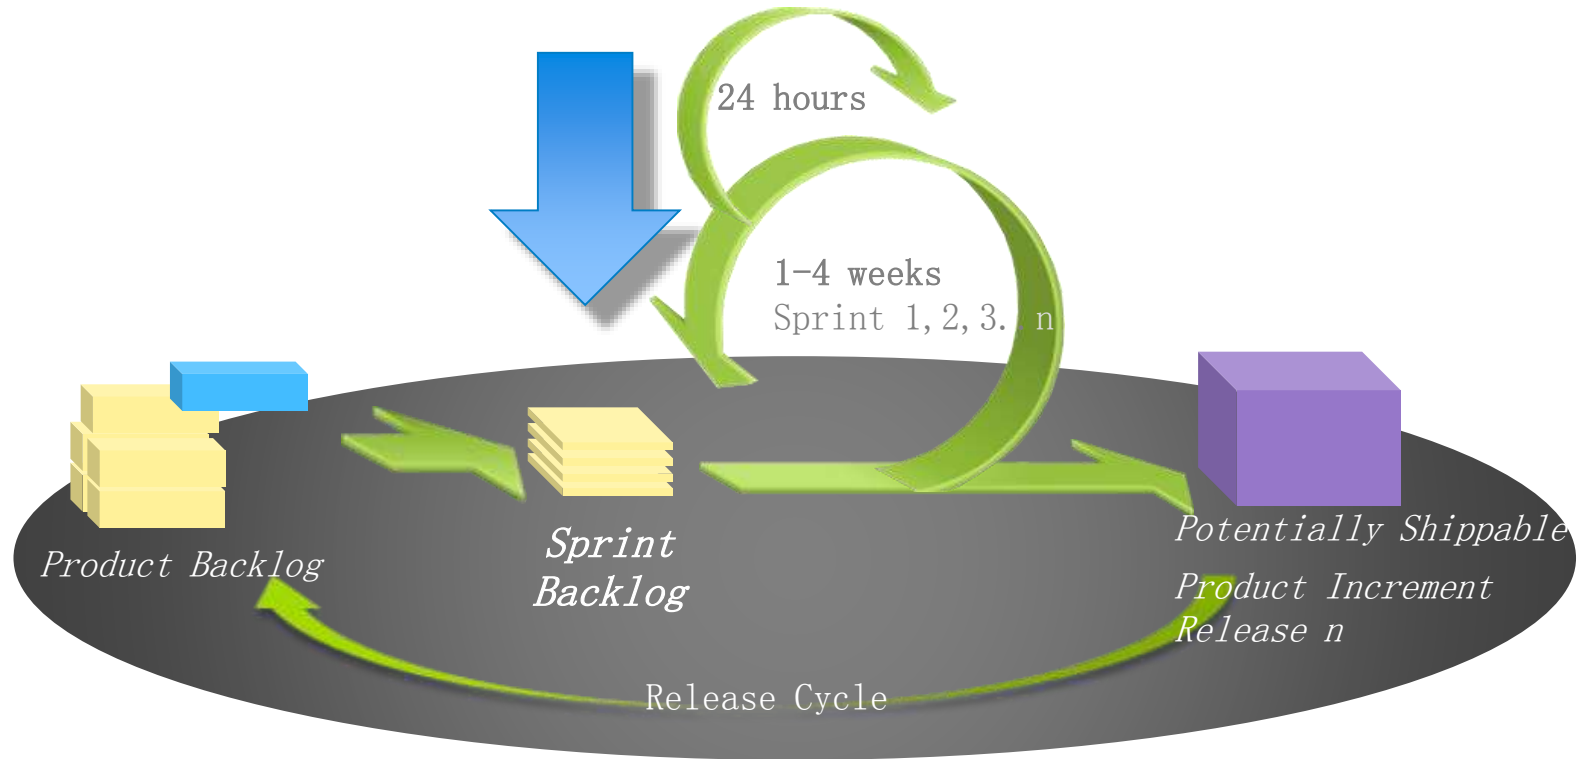 24 hours
1-4 weeks
Sprint 1,2,3..n
Product Backlog
Sprint
Backlog
Potentially Shippable
Product Increment
Release n
Release Cycle